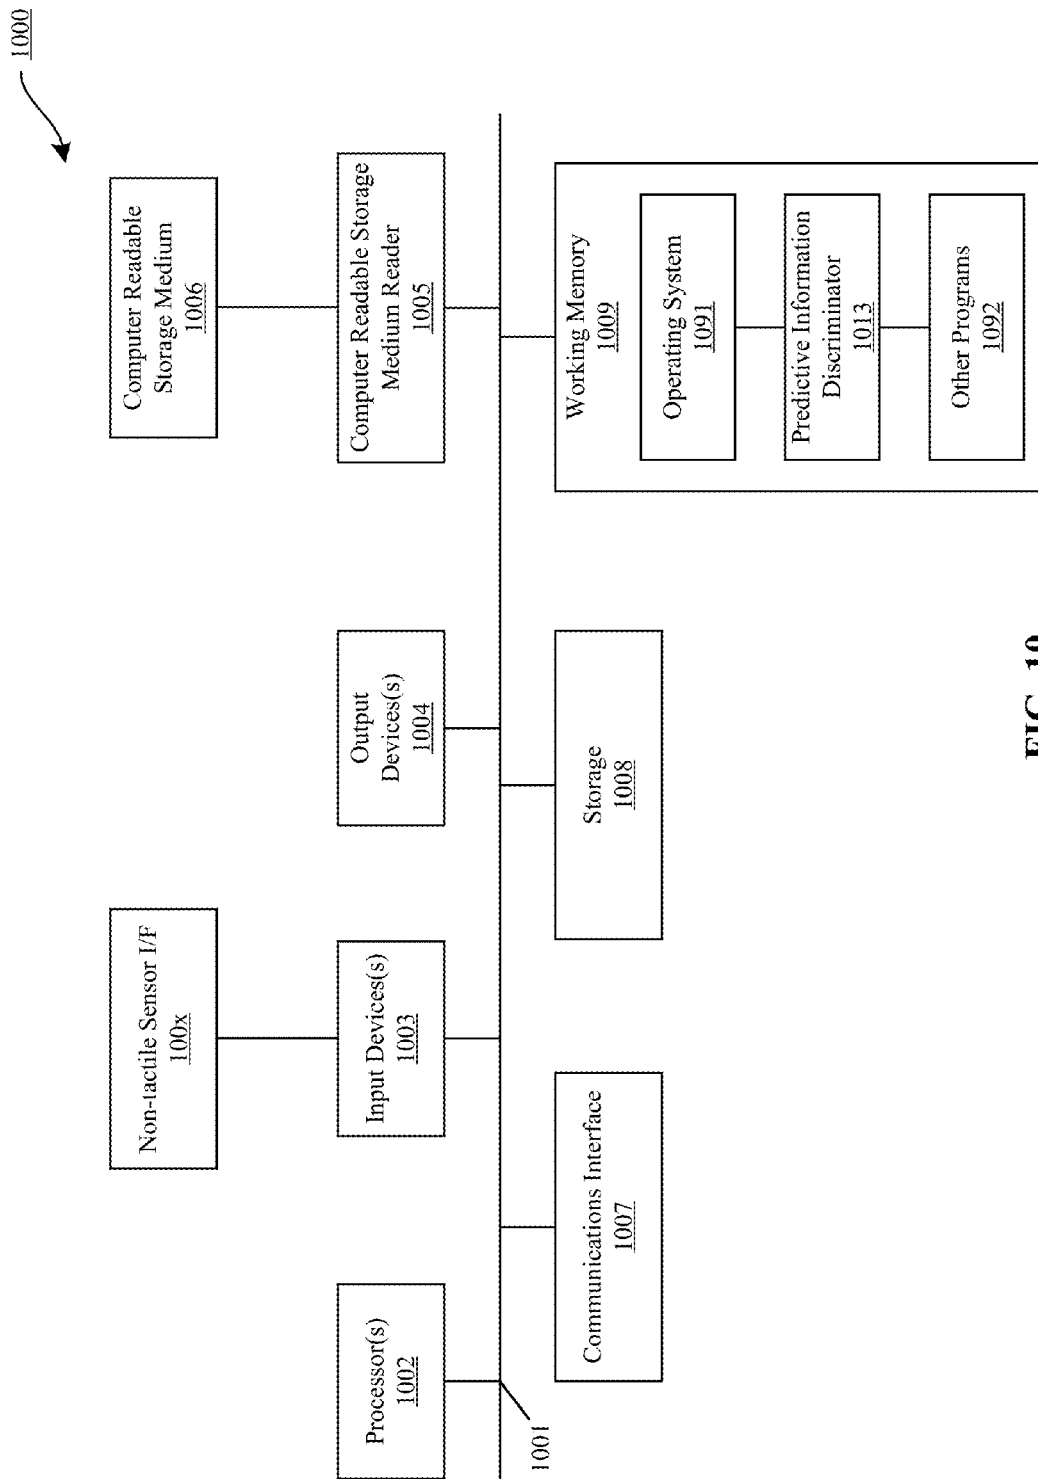 1000
Non-tactile Sensor I/F
100x
Computer Readable
Storage Medium
1006
Processor(s)
1002
Input Devices(s)
1003
Output
Devices(s)
1004
Computer Readable Storage
Medium Reader
1005
1001
Communications Interface
1007
Storage
1008
Working Memory
1009
Operating System
1091
Predictive Information
Discriminator
1013
Other Programs
1092
FIG. 10